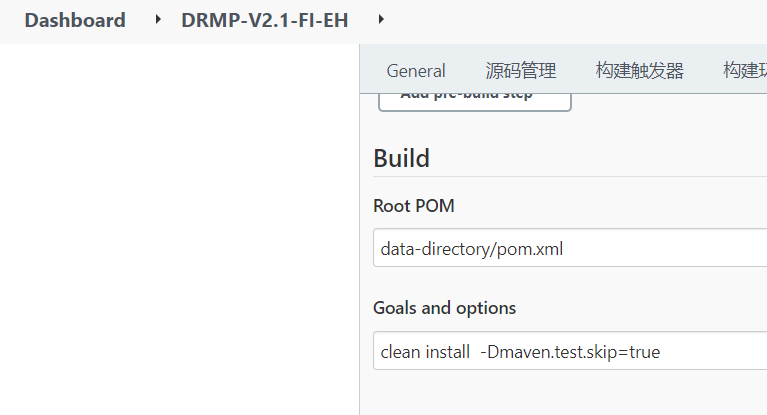 Dashboard DRMP-V2.1-FI-EH
General 源码管理 构建触发器 构建环
Add pre-build step
Build
Root POM
data-directory/pom.xml
Goals and options
clean install  -Dmaven.test.skip=true